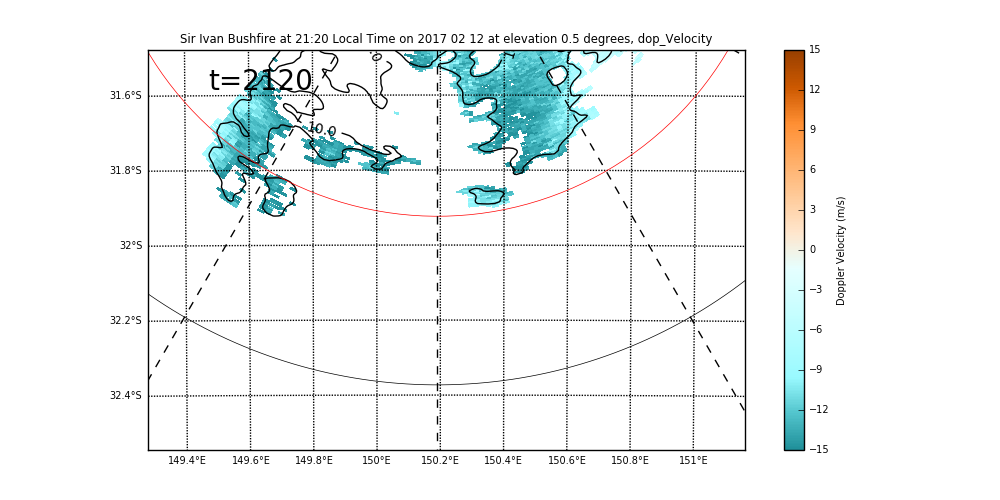 Sir Ivan Bushfire at 21:20 Local Time on 2017 02 12 at elevation 0.5 degrees, dop_Velocity
t=2120
10.0
31.6°S
31.8°S
32°S
32.2°S
32.4°S
149.4°E 149.6°E 149.8°E 150°E 150.2°E 150.4°E 150.6°E 150.8°E 151°E
15
12
9
6
3
0
−3
−6
−9
−12
−15
Doppler Velocity (m/s)